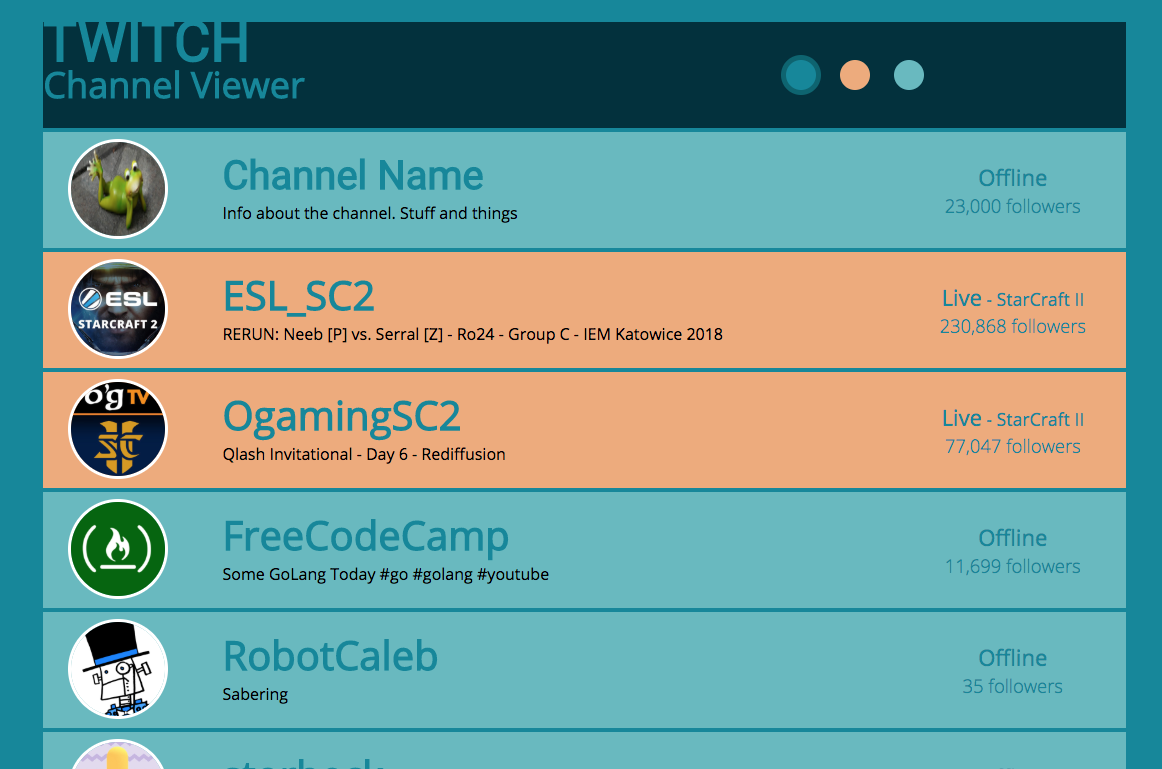 TWITCH
Channel Viewer
Channel Name
Info about the channel. Stuff and things
Offline
23,000 followers
ESL
STARCRAFT 2
ESL_SC2
RERUN: Neeb [P] vs. Serral [Z] - Ro24 - Group C - IEM Katowice 2018
Live - StarCraft II
230,868 followers
o'g TV
SC
OgamingSC2
Qlash Invitational - Day 6 - Rediffusion
Live - StarCraft II
77,047 followers
FreeCodeCamp
Some GoLang Today #go #golang #youtube
Offline
11,699 followers
RobotCaleb
Sabering
Offline
35 followers